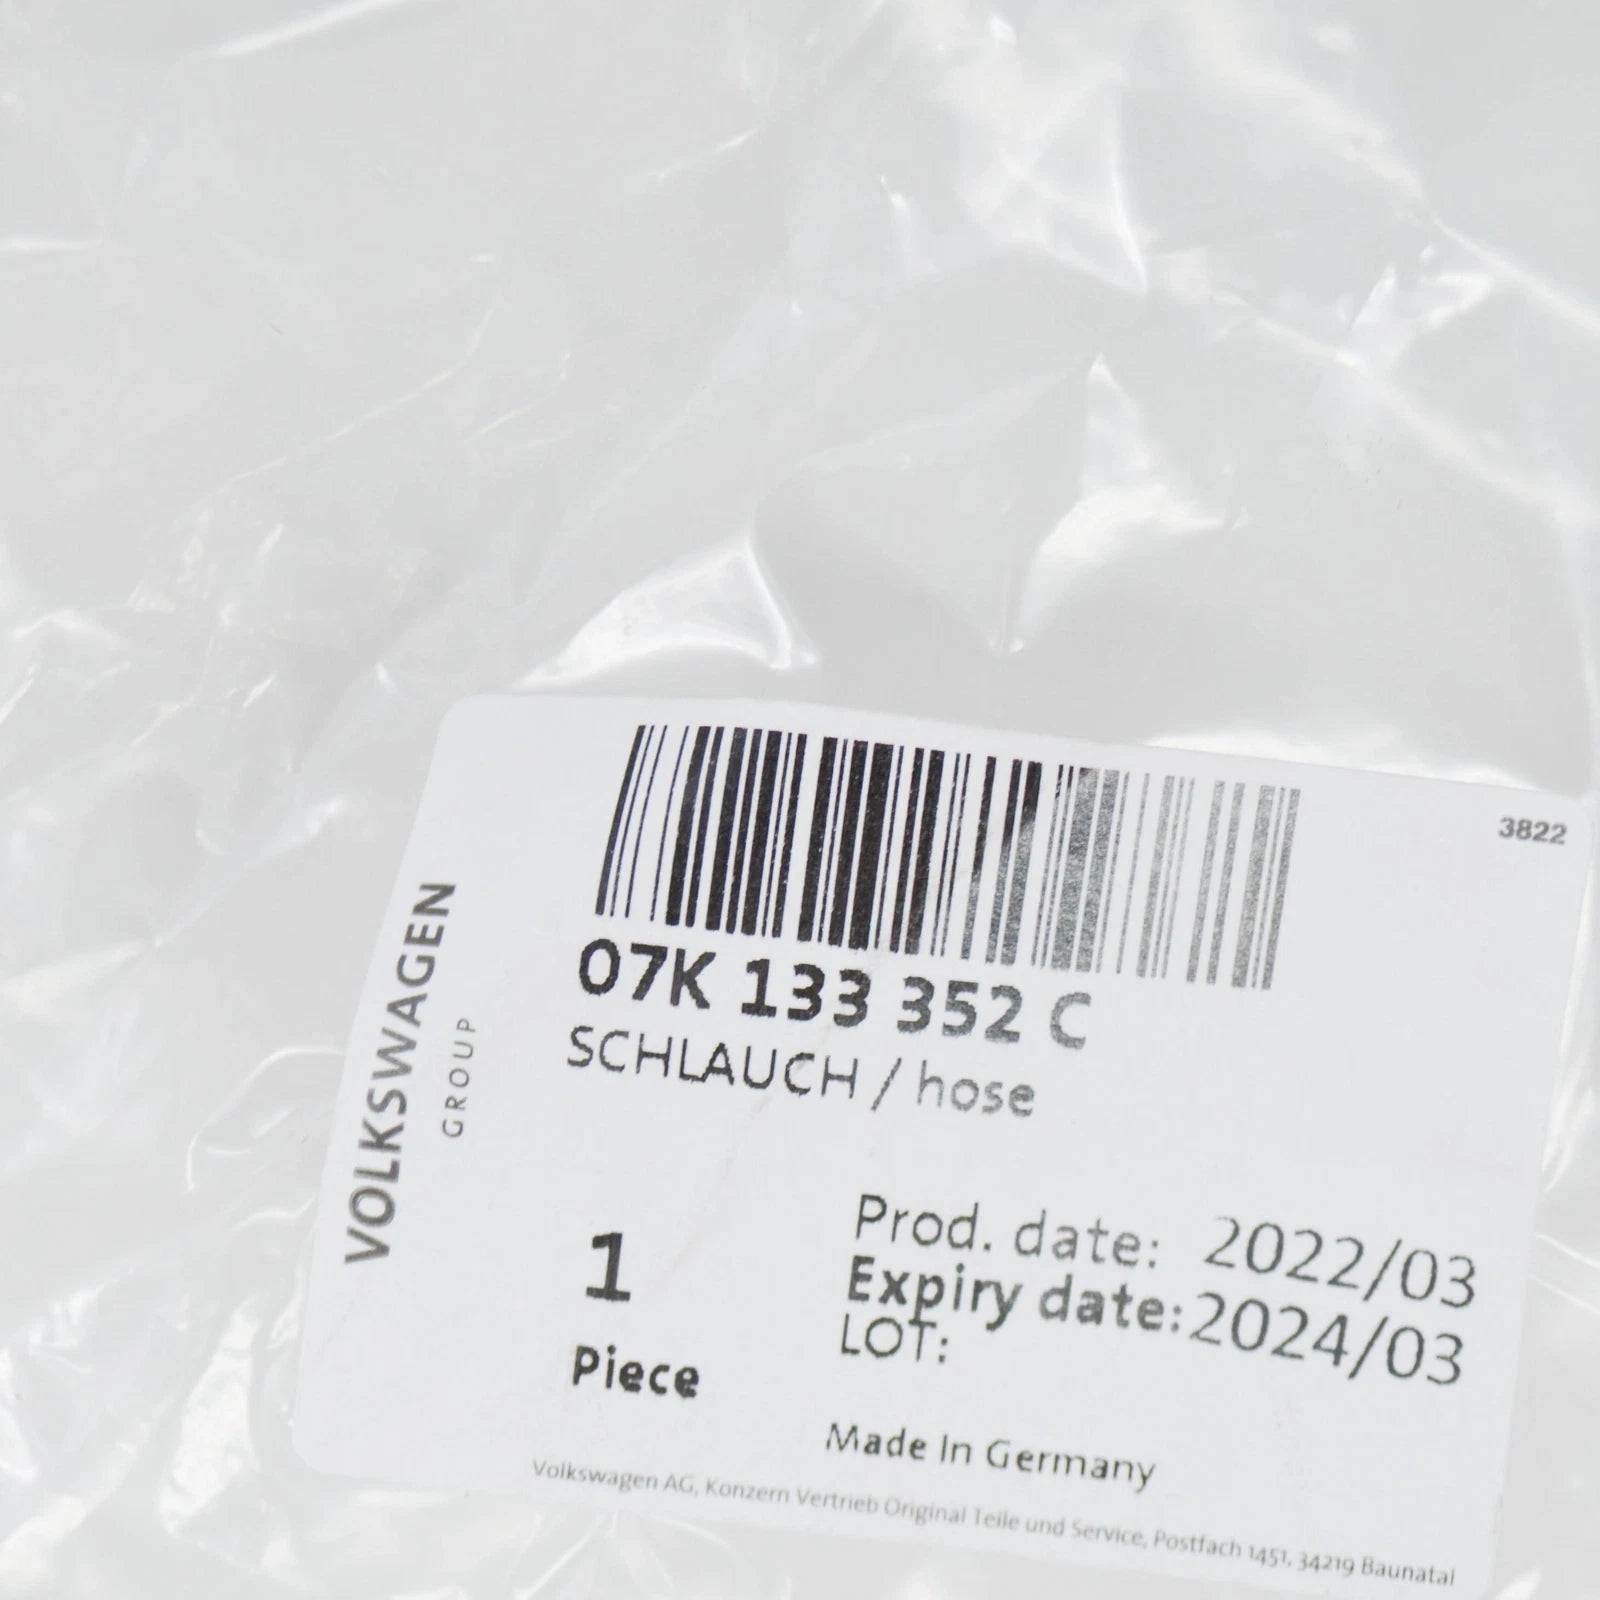 3822
07K 133 352 C
SCHLAUCH / hose
VOLKSWAGEN
GROUP
1
Piece
Prod. date: 2022/03
Expiry date: 2024/03
LOT:
Made In Germany
Volkswagen AG, Konzern Vertrieb Original Teile und Service, Postfach 1451, 34219 Baunatal